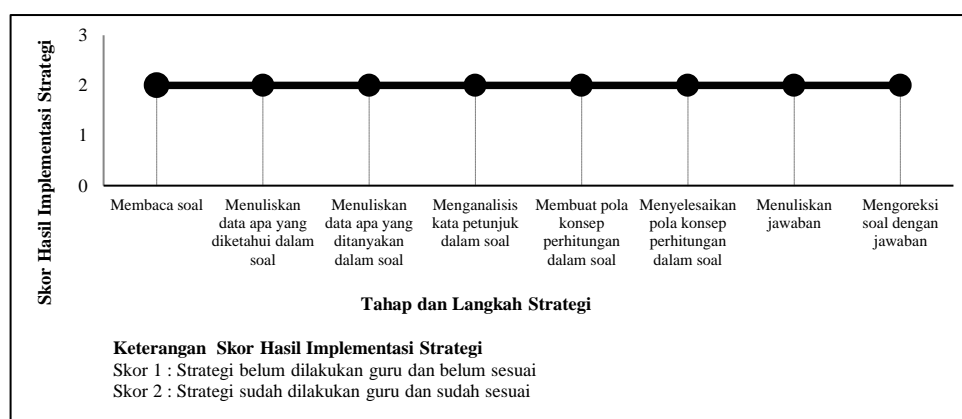 Skor Hasil Implementasi Strategi
3
2
1
0
Membaca soal
Menuliskan
data apa yang
diketahui dalam
soal
Menuliskan
data apa yang
ditanyakan
dalam soal
Menganalisis
kata petunjuk
dalam soal
Membuat pola
konsep
perhitungan
dalam soal
Menyelesaikan
pola konsep
perhitungan
dalam soal
Menuliskan
jawaban
Mengoreksi
soal dengan
jawaban
Tahap dan Langkah Strategi
Keterangan Skor Hasil Implementasi Strategi
Skor 1 : Strategi belum dilakukan guru dan belum sesuai
Skor 2 : Strategi sudah dilakukan guru dan sudah sesuai